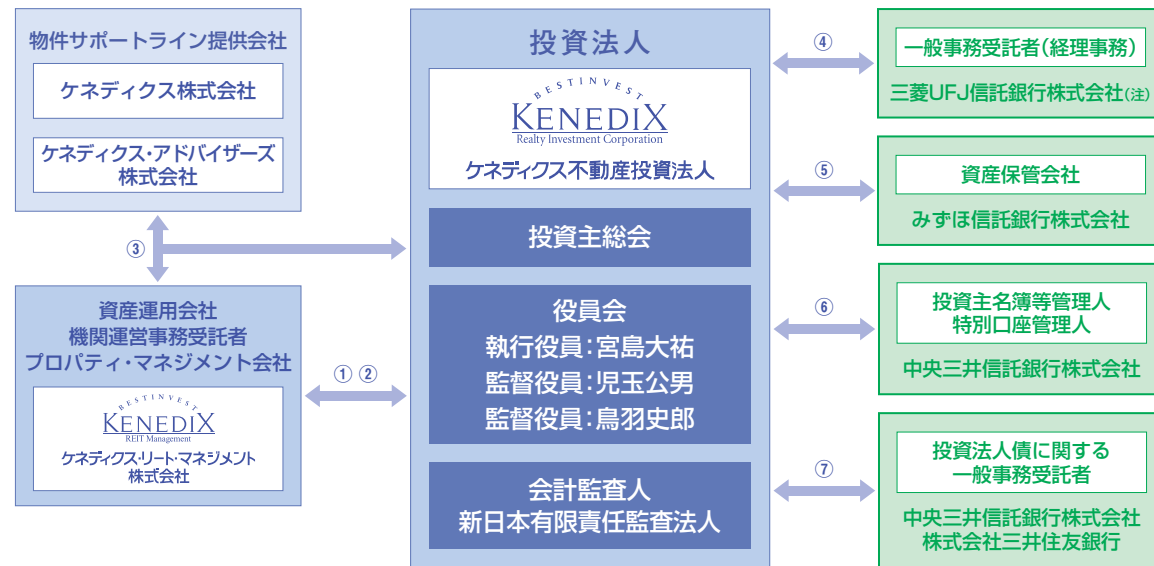 物件サポートライン提供会社
ケネディクス株式会社
ケネディクス・アドバイザーズ
株式会社
③
資産運用会社
機関運営事務受託者
プロパティ・マネジメント会社
BESTINVEST
KENEDIX
REIT Management
ケネディクス・リート・マネジメント
株式会社
① ②
投資法人
BESTINVEST
KENEDIX
Realty Investment Corporation
ケネディクス不動産投資法人
投資主総会
役員会
執行役員:宮島大祐
監督役員:児玉公男
監督役員:鳥羽史郎
会計監査人
新日本有限責任監査法人
④
一般事務受託者(経理事務)
三菱UFJ信託銀行株式会社(注)
⑤
資産保管会社
みずほ信託銀行株式会社
⑥
投資主名簿等管理人
特別口座管理人
中央三井信託銀行株式会社
⑦
投資法人債に関する
一般事務受託者
中央三井信託銀行株式会社
株式会社三井住友銀行